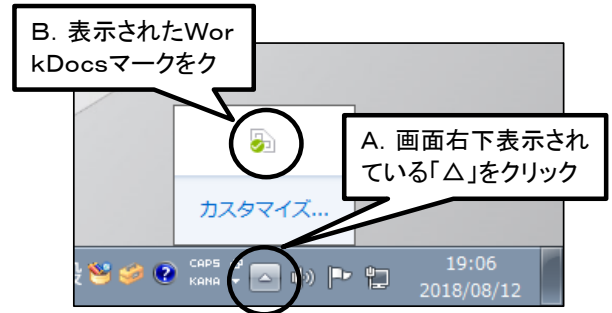 B．表示されたWor
kDocsマークをク
A．画面右下表示され
ている「△」をクリック
カスタマイズ...
CAPS
KANA
19:06
2018/08/12